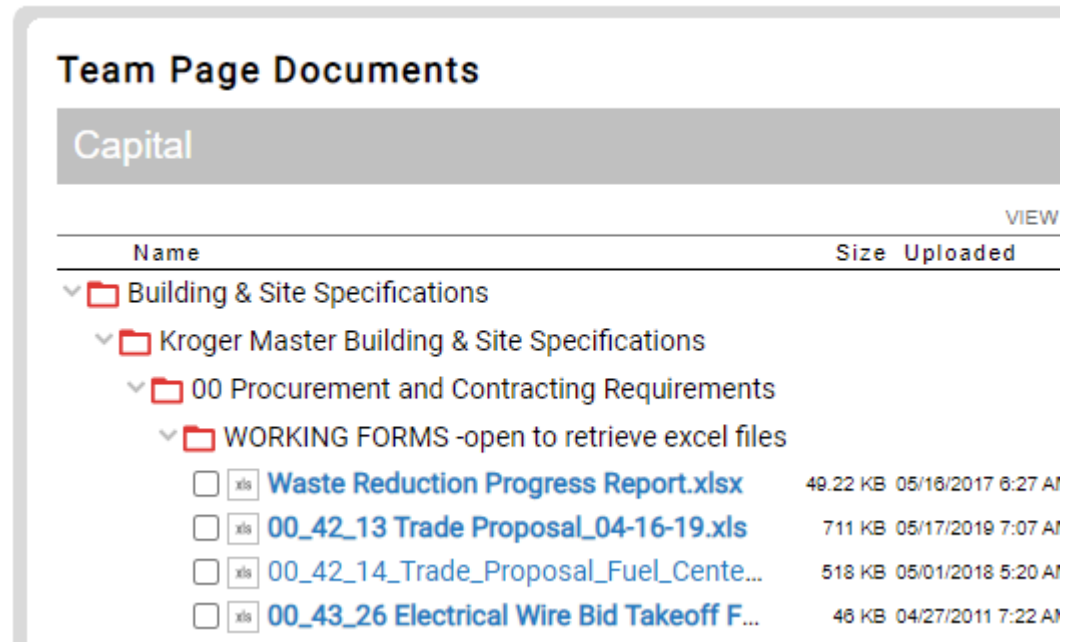 Team Page Documents
Capital
VIEW
Name Size Uploaded
Building & Site Specifications
Kroger Master Building & Site Specifications
00 Procurement and Contracting Requirements
WORKING FORMS -open to retrieve excel files
xls Waste Reduction Progress Report.xlsx 49.22 KB 05/16/2017 6:27 AM
xls 00_42_13 Trade Proposal_04-16-19.xls 711 KB 05/17/2019 7:07 AM
xls 00_42_14_Trade_Proposal_Fuel_Cente... 518 KB 05/01/2018 5:20 AM
xls 00_43_26 Electrical Wire Bid Takeoff F... 46 KB 04/27/2011 7:22 AM